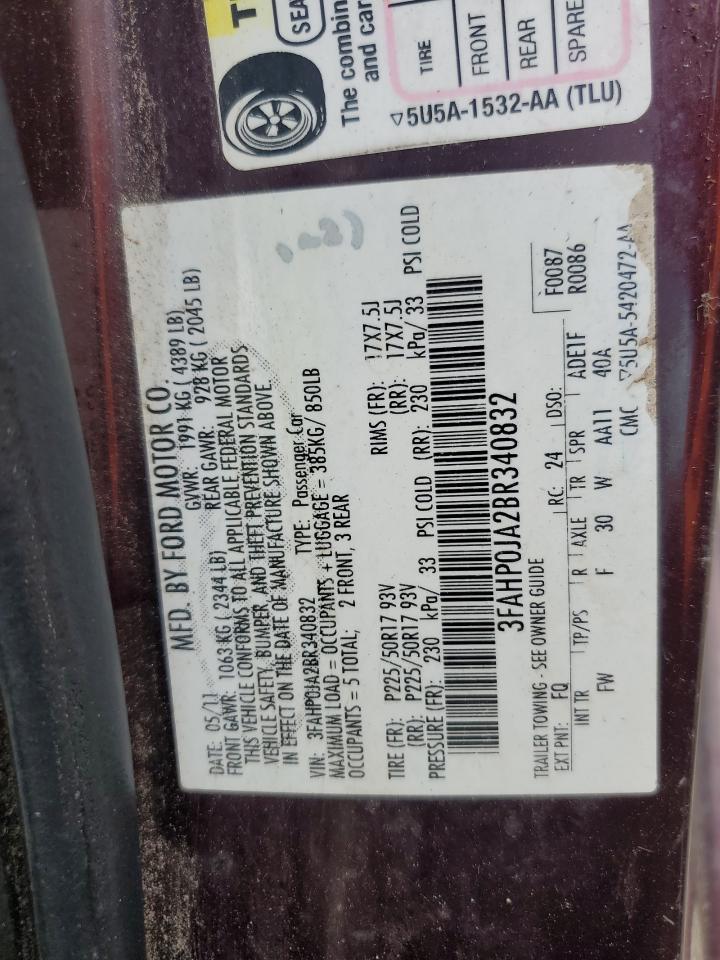 T
SEA
The combin
and car
TIRE
FRONT
REAR
SPARE
▽5U5A-1532-AA (TLU)
MFD. BY FORD MOTOR CO.
DATE: 05/11 GVWR: 1991 KG ( 4389 LB)
FRONT GAWR: 1063 KG ( 2344 LB) REAR GAWR: 928 KG ( 2045 LB)
THIS VEHICLE CONFORMS TO ALL APPLICABLE FEDERAL MOTOR
VEHICLE SAFETY, BUMPER, AND THEFT PREVENTION STANDARDS
IN EFFECT ON THE DATE OF MANUFACTURE SHOWN ABOVE.
VIN: 3FAHP0JA2BR340832 TYPE: Passenger Car
MAXIMUM LOAD = OCCUPANTS + LUGGAGE = 385KG/ 850LB
OCCUPANTS = 5 TOTAL; 2 FRONT, 3 REAR
TIRE (FR): P225/50R17 93V RIMS (FR): 17X7.5J
(RR): P225/50R17 93V (RR): 17X7.5J
PRESSURE (FR): 230 kPa/ 33 PSI COLD (RR): 230 kPa/ 33 PSI COLD
3FAHP0JA2BR340832
TRAILER TOWING - SEE OWNER GUIDE
EXT PNT: FQ RC: 24 DSO: F0087
INT TR TP/PS R AXLE TR SPR ADE1F R0086
FW F 30 W AA11 40A
CMC ▽5U5A-5420472-AA